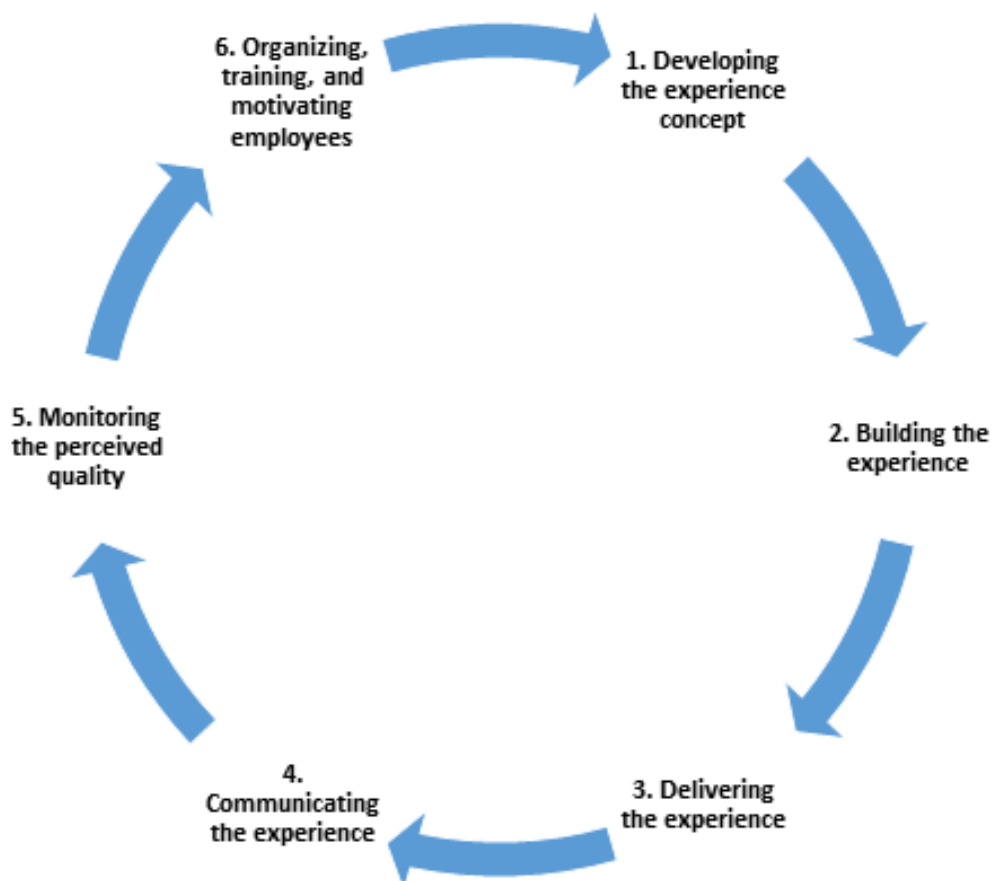 1. Developing
the experience
concept
2. Building the
experience
3. Delivering
the experience
4.
Communicating
the experience
5. Monitoring
the perceived
quality
6. Organizing,
training, and
motivating
employees